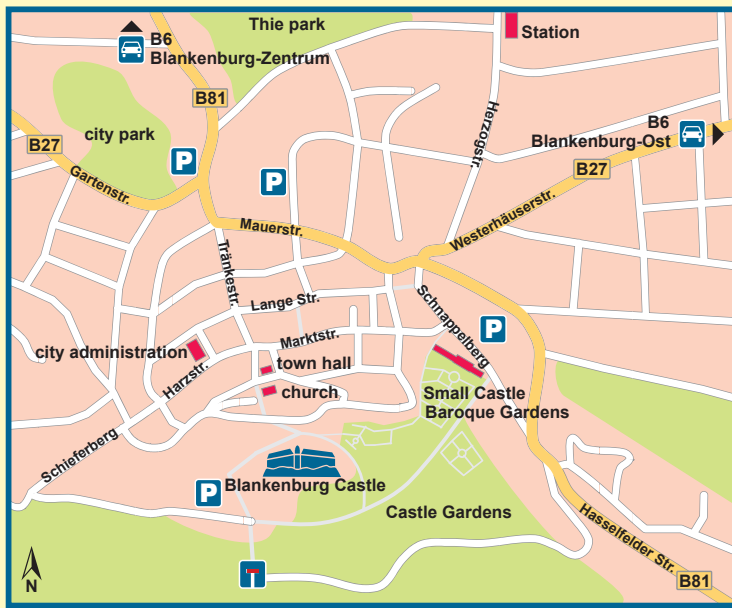 Thie park
Station
B6
Blankenburg-Zentrum
B81
city park
B27
P
P
Gartenstr.
Herzogstr.
B6
Blankenburg-Ost
B27
Westerhäuserstr.
Mauerstr.
Tränkestr.
Lange Str.
Schnappelberg
P
Marktstr.
city administration
town hall
Harzstr.
church
Small Castle
Baroque Gardens
Schieferberg
Blankenburg Castle
P
Castle Gardens
Hasselfelder Str.
B81
N